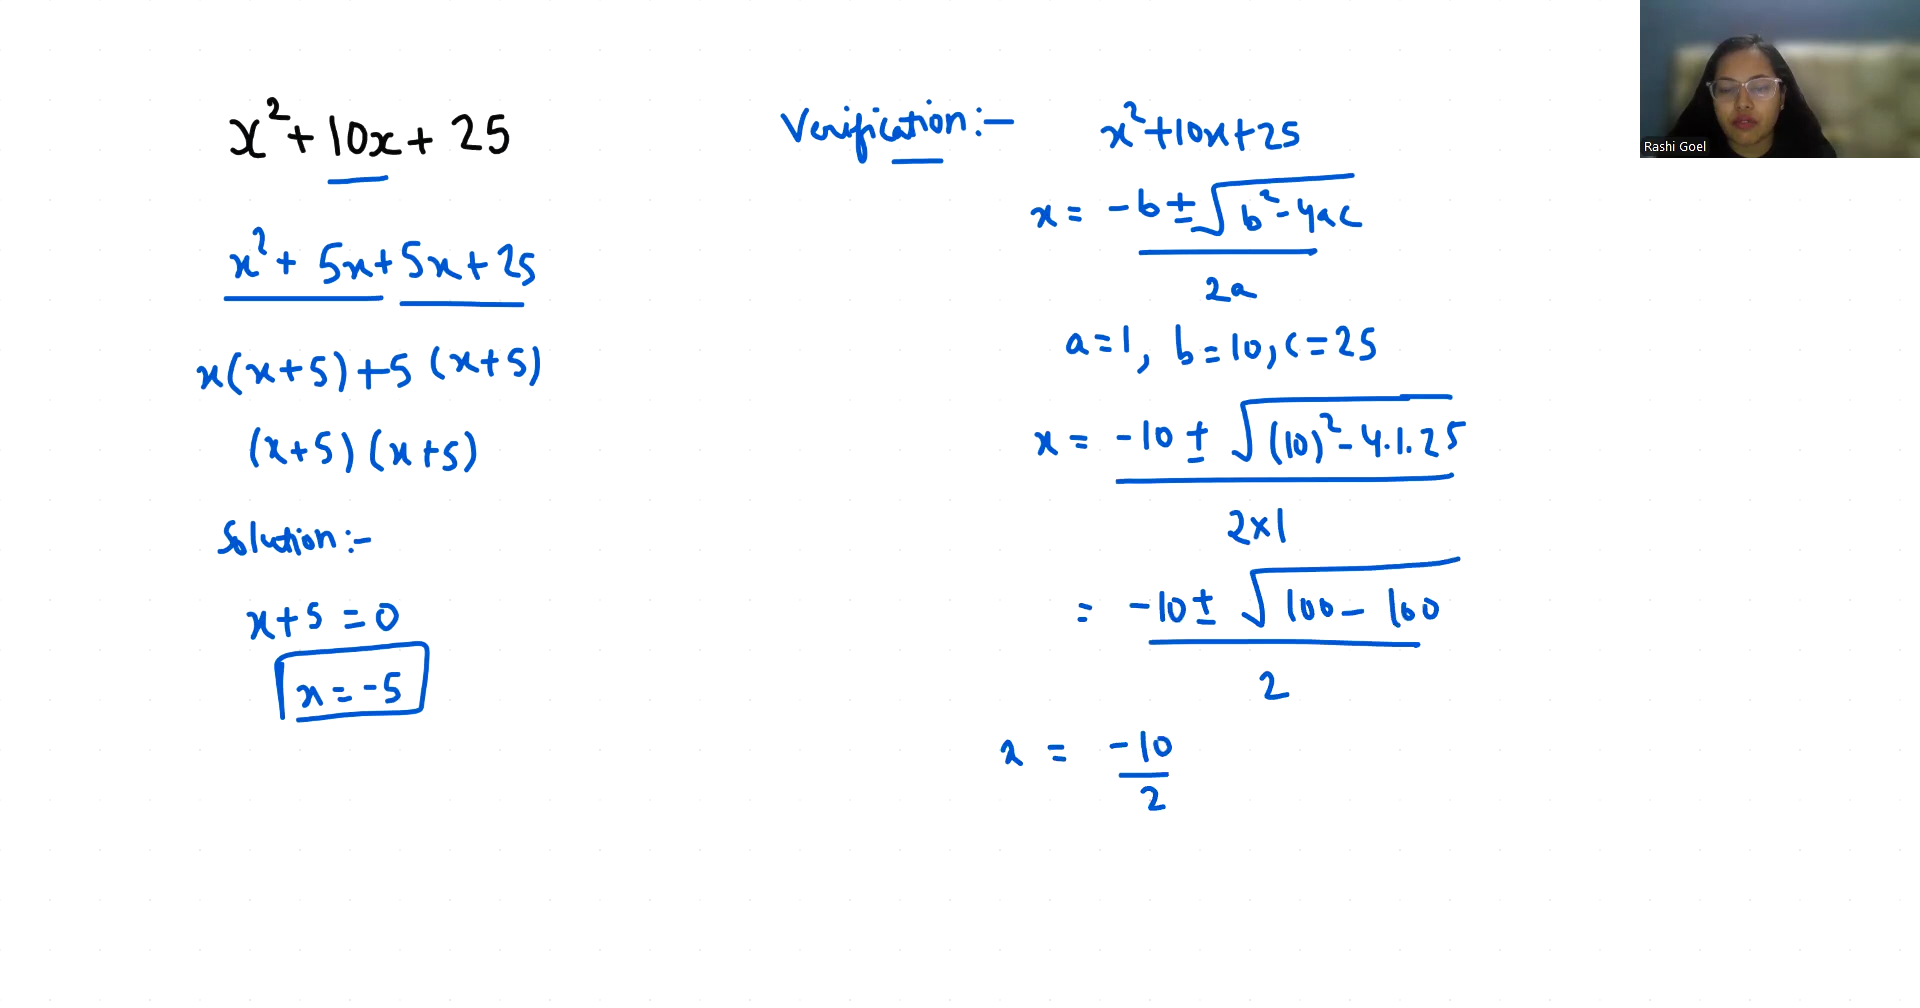 x²+ 10x + 25
x² + 5x + 5x + 25
x(x+5) + 5 (x+5)
(x+5) (x+5)
Solution:-
x+5 = 0
x = -5
Verification:- x²+10x+25
x = -b ± √b²-4ac
2a
a=1, b=10, c=25
x = -10 ± √(10)²-4.1.25
2×1
= -10 ± √100 - 100
2
x = -10
2
Rashi Goel